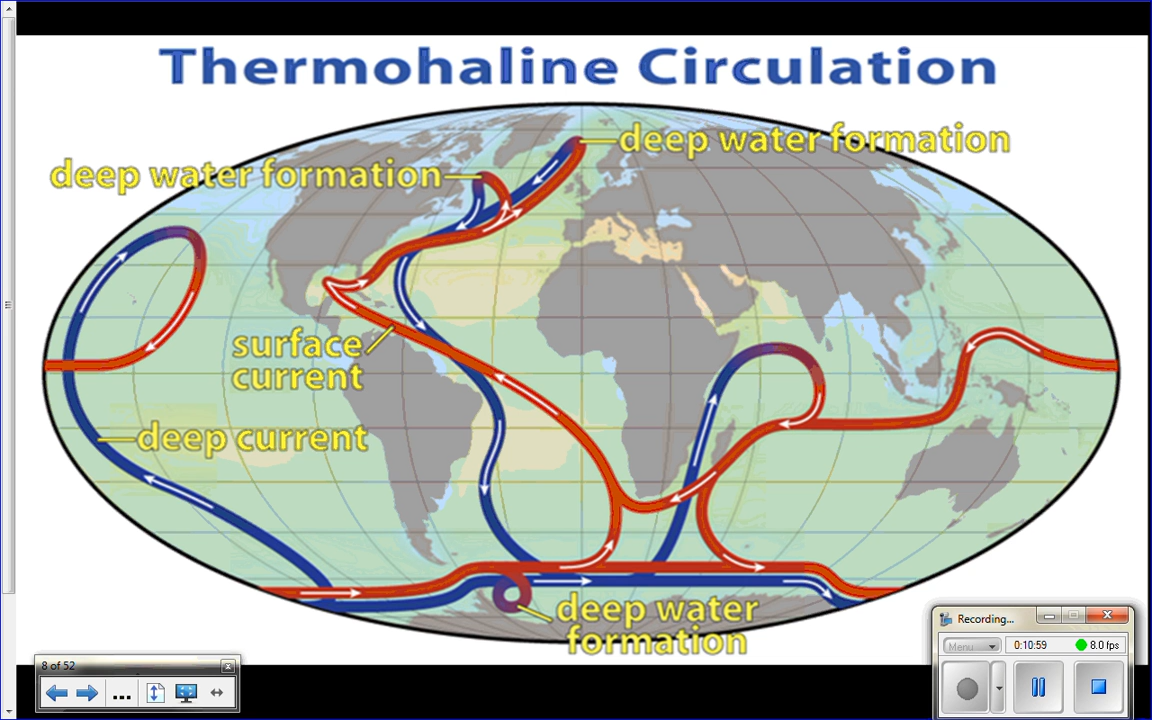 Thermohaline Circulation
deep water formation
deep water formation
surface
current
deep current
deep water
formation
Recording...
Menu
0:10:59
8.0 fps
8 of 52
...